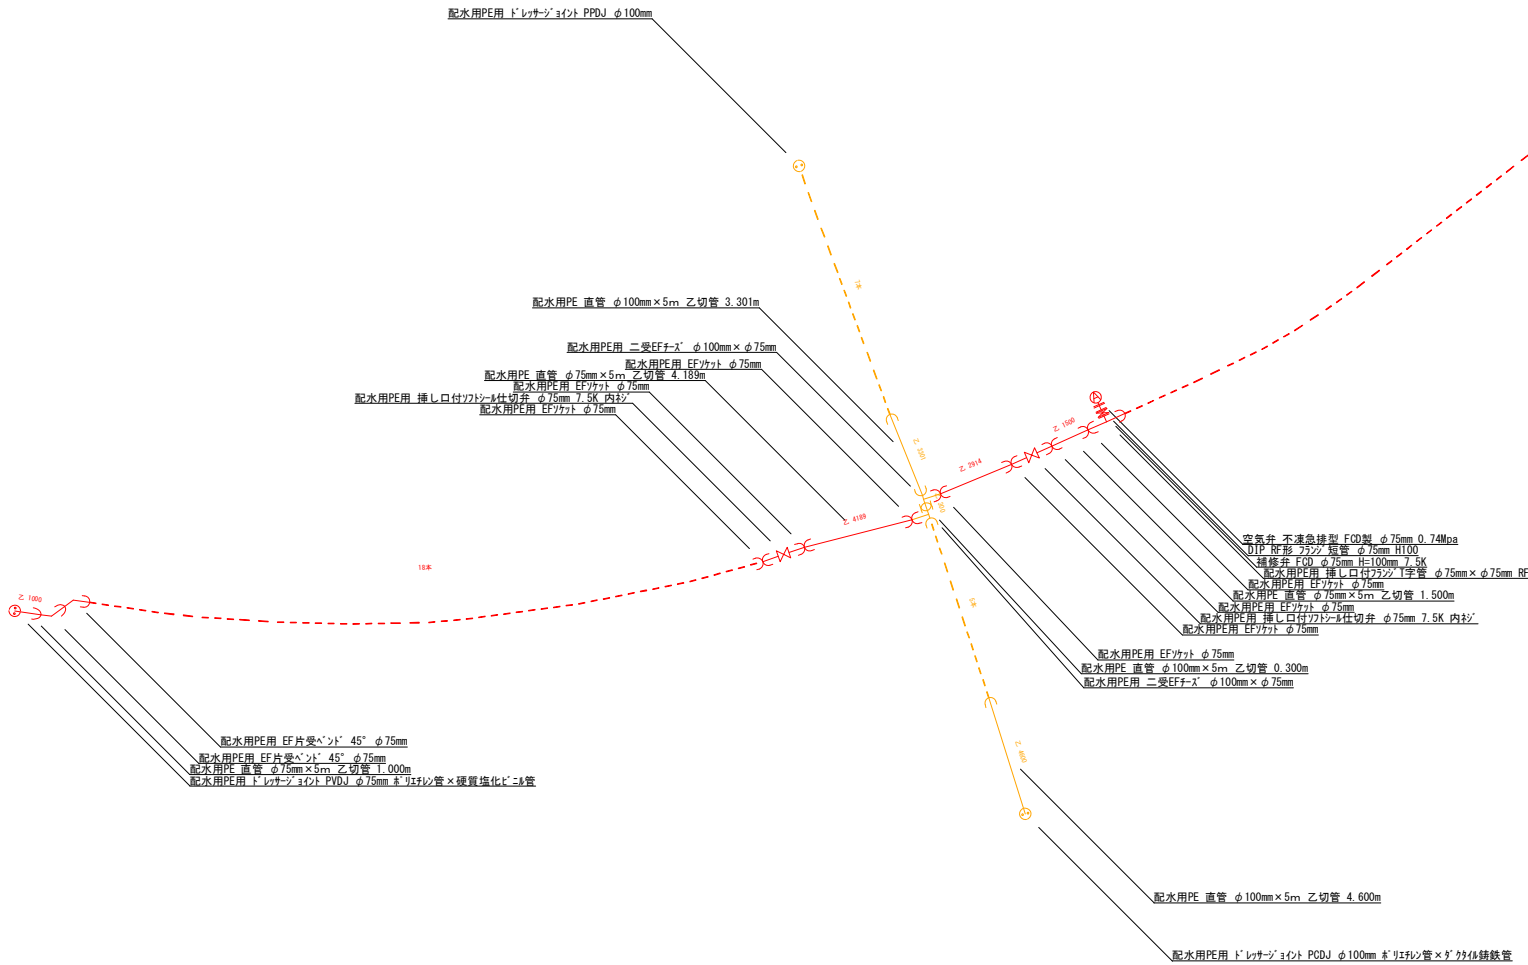 配水用PE用 ﾄﾞﾚｯｻｰｼﾞｮｲﾝﾄ PPDJ φ100mm
7本
配水用PE 直管 φ100mm×5m 乙切管 3.301m
配水用PE用 二受EFﾁｰｽﾞ φ100mm×φ75mm
配水用PE用 EFｿｹｯﾄ φ75mm
配水用PE 直管 φ75mm×5m 乙切管 4.189m
配水用PE用 EFｿｹｯﾄ φ75mm
配水用PE用 挿し口付ｿﾌﾄｼｰﾙ仕切弁 φ75mm 7.5K 内ﾈｼﾞ
配水用PE用 EFｿｹｯﾄ φ75mm
A
乙 1500
乙 3301
乙 2914
乙 4189
空気弁 不凍急排型 FCD製 φ75mm 0.74Mpa
DIP RF形 ﾌﾗﾝｼﾞ短管 φ75mm H100
補修弁 FCD φ75mm H=100mm 7.5K
配水用PE用 挿し口付ﾌﾗﾝｼﾞT字管 φ75mm×φ75mm RF
配水用PE用 EFｿｹｯﾄ φ75mm
配水用PE 直管 φ75mm×5m 乙切管 1.500m
配水用PE用 EFｿｹｯﾄ φ75mm
配水用PE用 挿し口付ｿﾌﾄｼｰﾙ仕切弁 φ75mm 7.5K 内ﾈｼﾞ
配水用PE用 EFｿｹｯﾄ φ75mm
18本
乙 1000
5本
配水用PE用 EFｿｹｯﾄ φ75mm
配水用PE 直管 φ100mm×5m 乙切管 0.300m
配水用PE用 二受EFﾁｰｽﾞ φ100mm×φ75mm
配水用PE用 EF片受ﾍﾞﾝﾄﾞ 45° φ75mm
配水用PE用 EF片受ﾍﾞﾝﾄﾞ 45° φ75mm
配水用PE 直管 φ75mm×5m 乙切管 1.000m
配水用PE用 ﾄﾞﾚｯｻｰｼﾞｮｲﾝﾄ PVDJ φ75mm ﾎﾟﾘｴﾁﾚﾝ管×硬質塩化ﾋﾞﾆﾙ管
乙 4600
配水用PE 直管 φ100mm×5m 乙切管 4.600m
配水用PE用 ﾄﾞﾚｯｻｰｼﾞｮｲﾝﾄ PCDJ φ100mm ﾎﾟﾘｴﾁﾚﾝ管×ﾀﾞｸﾀｲﾙ鋳鉄管